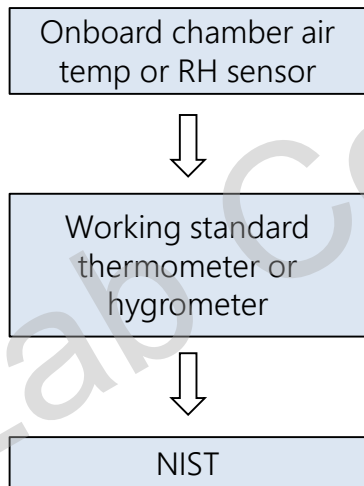 Onboard chamber air
temp or RH sensor
Working standard
thermometer or
hygrometer
NIST